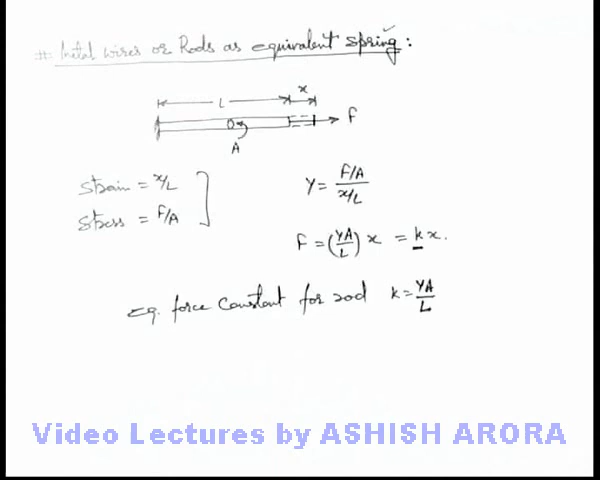 # Metal wires or Rods as equivalent spring :
L x
F
A
Strain = x/L
Y = F/A / x/L
Stress = F/A
F = (YA/L) x = k x.
Eq. force constant for rod k = YA/L
Video Lectures by ASHISH ARORA